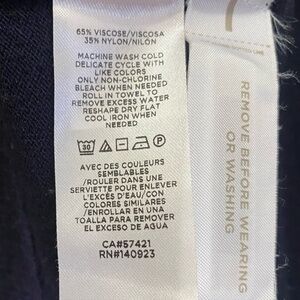 65% VISCOSE/VISCOSA
35% NYLON/NILON
MACHINE WASH COLD
DELICATE CYCLE WITH
LIKE COLORS
ONLY NON-CHLORINE
BLEACH WHEN NEEDED
ROLL IN TOWEL TO
REMOVE EXCESS WATER
RESHAPE DRY FLAT
COOL IRON WHEN
NEEDED
30
P
AVEC DES COULEURS
SEMBLABLES
/ROULER DANS UNE
SERVIETTE POUR ENLEVER
L'EXCÉS D'EAU/CON
COLORES SIMILARES
/ENROLLAR EN UNA
TOALLA PARA REMOVER
EL EXCESO DE AGUA
CA#57421
RN#140923
REMOVE BEFORE WEARING
OR WASHING